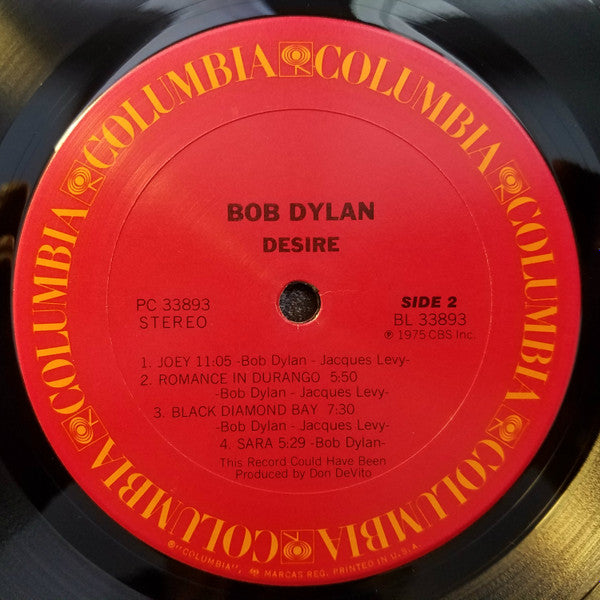 COLUMBIA COLUMBIA COLUMBIA COLUMBIA COLUMBIA COLUMBIA
BOB DYLAN
DESIRE
PC 33893 SIDE 2
STEREO BL 33893
℗ 1975 CBS Inc.
1. JOEY 11:05 -Bob Dylan - Jacques Levy-
2. ROMANCE IN DURANGO 5:50
-Bob Dylan - Jacques Levy-
3. BLACK DIAMOND BAY 7:30
-Bob Dylan - Jacques Levy-
4. SARA 5:29 -Bob Dylan-
This Record Could Have Been
Produced by Don DeVito
®"COLUMBIA", MARCAS REG. PRINTED IN U.S.A.